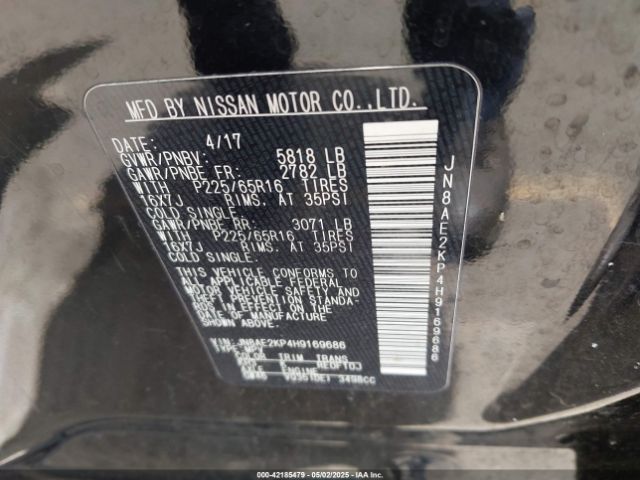 MFD BY NISSAN MOTOR CO.,LTD.
DATE: 4/17
GVWR/PNBV: 5818 LB
GAWR/PNBE FR: 2782 LB
WITH P225/65R16 TIRES
16X7J RIMS. AT 35PSI
COLD SINGLE.
GAWR/PNBE RR: 3071 LB
WITH P225/65R16 TIRES
16X7J RIMS. AT 35PSI
COLD SINGLE.
THIS VEHICLE CONFORMS TO
ALL APPLICABLE FEDERAL
MOTOR VEHICLE SAFETY AND
THEFT PREVENTION STANDA-
RDS IN EFFECT ON THE
DATE OF MANUFACTURE
SHOWN ABOVE.
VIN: JN8AE2KP4H9169686
TYPE:
COLOR TRIM TRANS
RE0F10J
AXLE ENGINE
3498CC
JN8AE2KP4H9169686
000-42185479 — 05/02/2025 — IAA Inc.